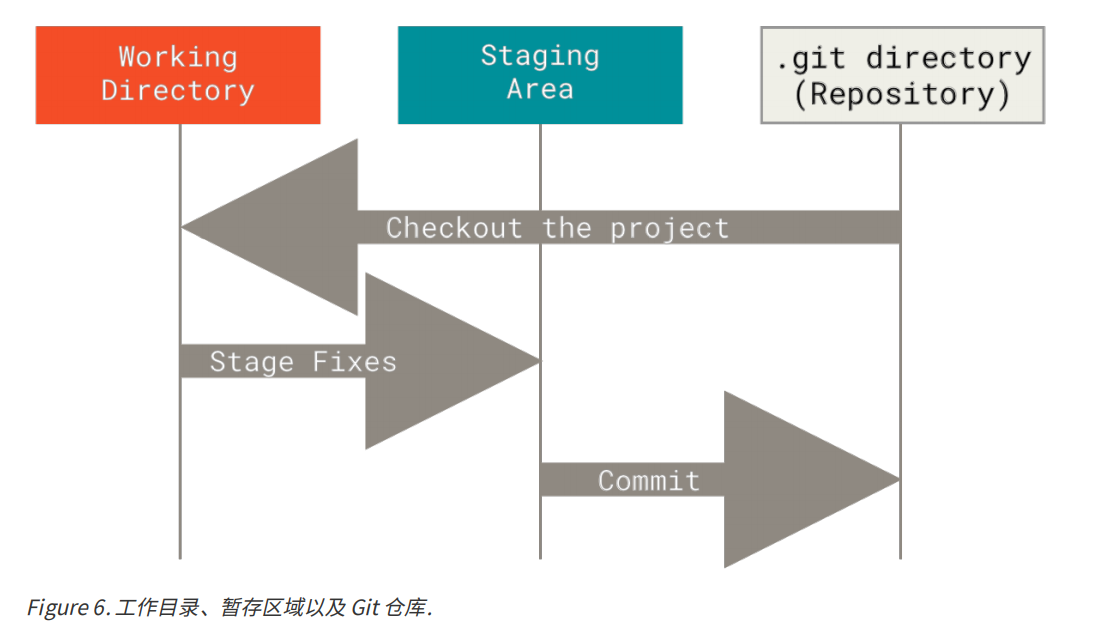 Working
Directory
Staging
Area
.git directory
(Repository)
Checkout the project
Stage Fixes
Commit
Figure 6. 工作目录、暂存区域以及 Git 仓库.